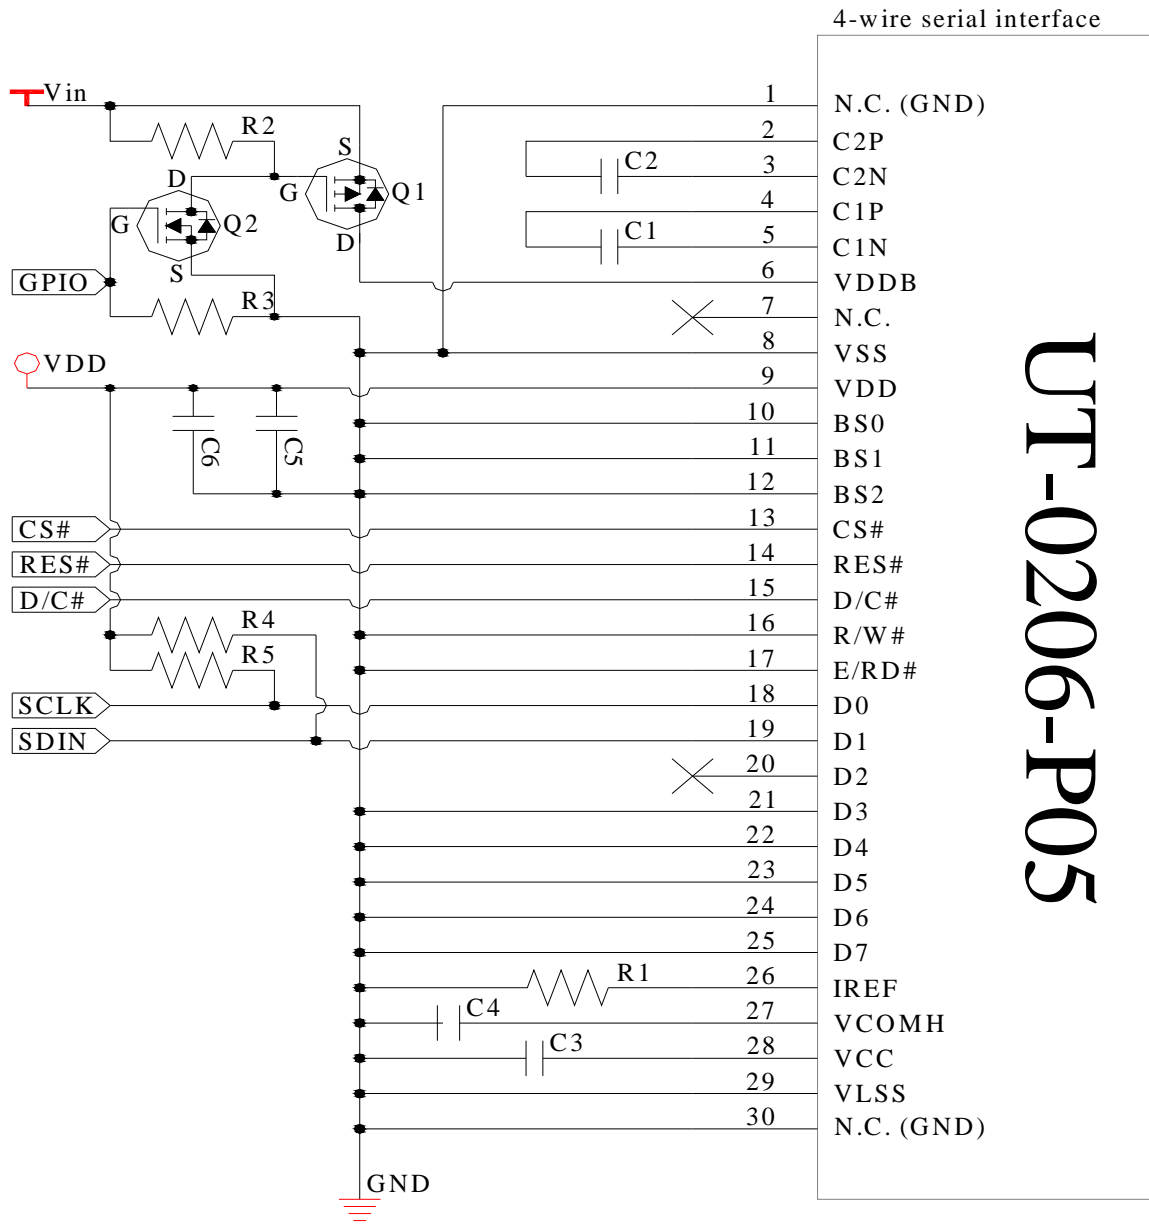 4-wire serial interface
Vin
R2
S
G
Q1
D
D
G
Q2
S
GPIO
R3
VDD
C6
C5
CS#
RES#
D/C#
R4
R5
SCLK
SDIN
C2
C1
R1
C4
C3
GND
1 N.C. (GND)
2 C2P
3 C2N
4 C1P
5 C1N
6 VDDB
7 N.C.
8 VSS
9 VDD
10 BS0
11 BS1
12 BS2
13 CS#
14 RES#
15 D/C#
16 R/W#
17 E/RD#
18 D0
19 D1
20 D2
21 D3
22 D4
23 D5
24 D6
25 D7
26 IREF
27 VCOMH
28 VCC
29 VLSS
30 N.C. (GND)
UT-0206-P05